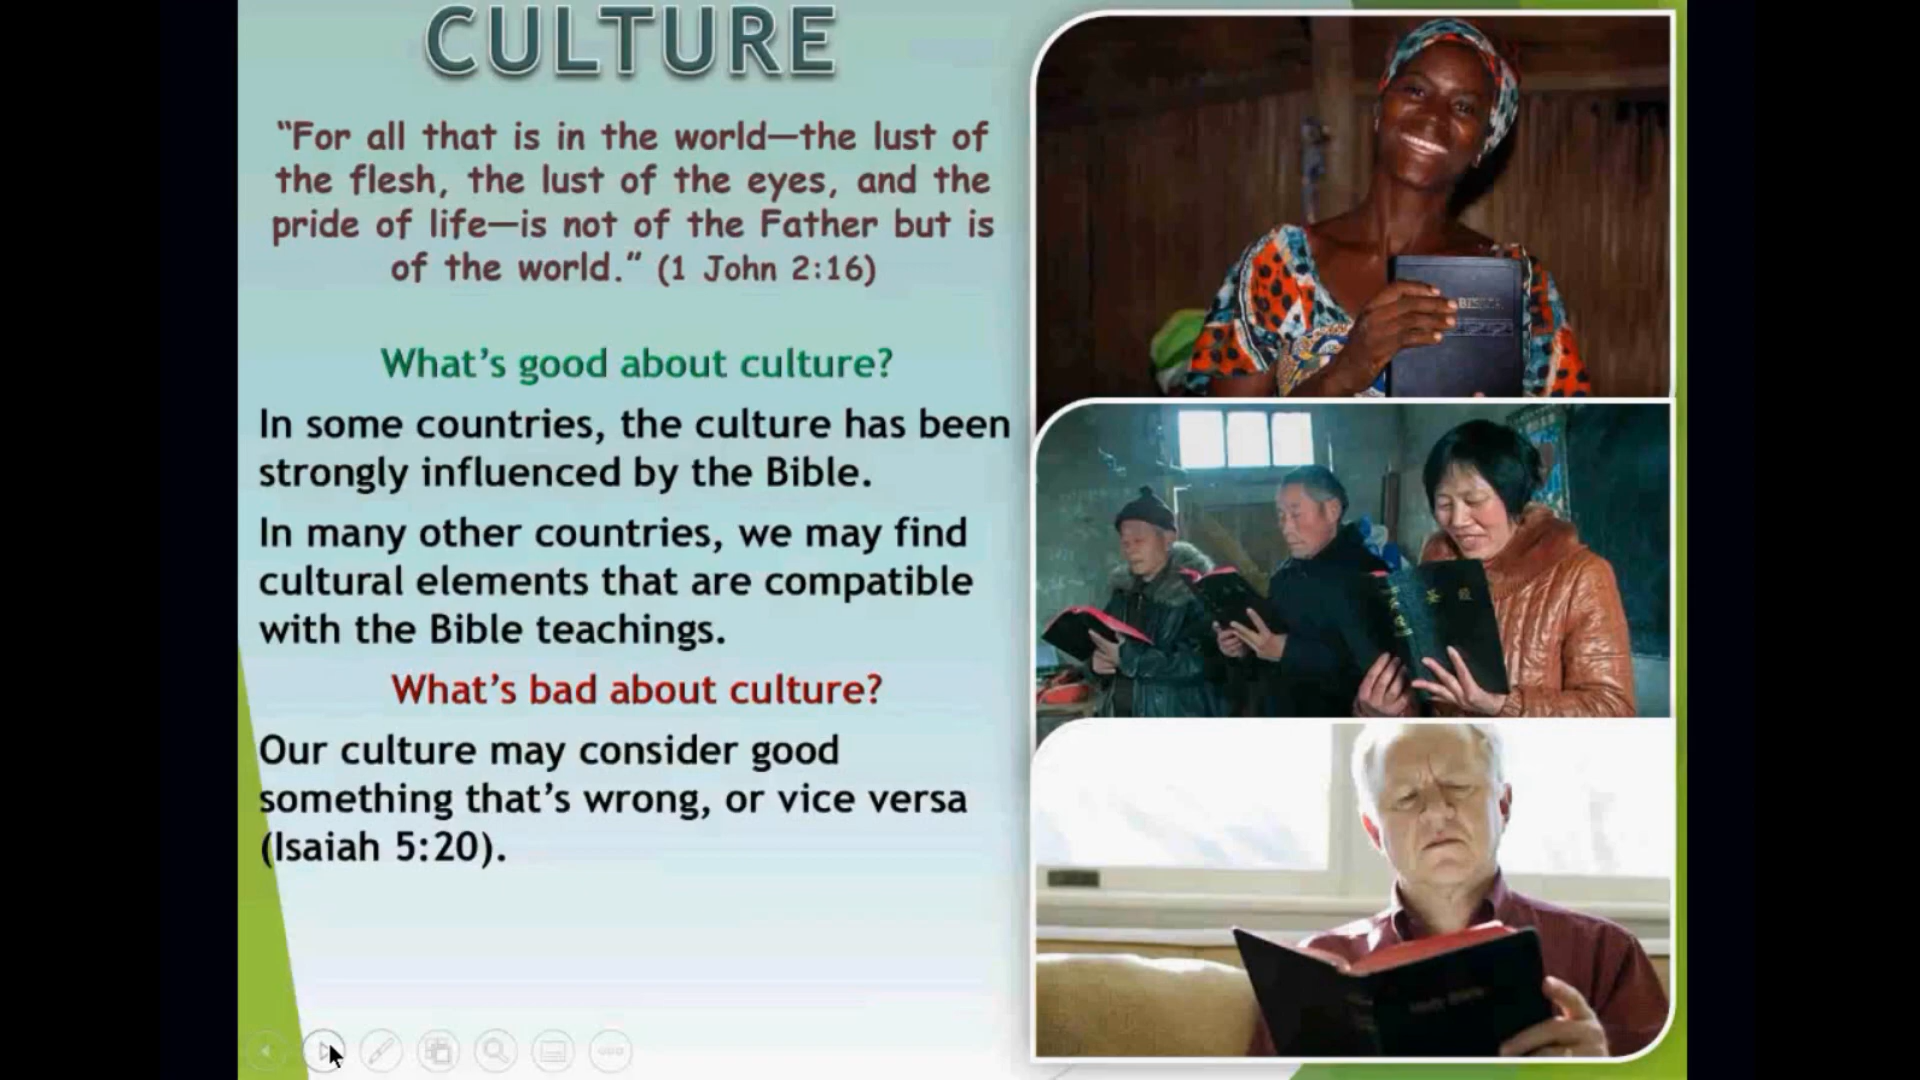 CULTURE
“For all that is in the world—the lust of
the flesh, the lust of the eyes, and the
pride of life—is not of the Father but is
of the world.” (1 John 2:16)
What’s good about culture?
In some countries, the culture has been
strongly influenced by the Bible.
In many other countries, we may find
cultural elements that are compatible
with the Bible teachings.
What’s bad about culture?
Our culture may consider good
something that’s wrong, or vice versa
(Isaiah 5:20).
圣 经